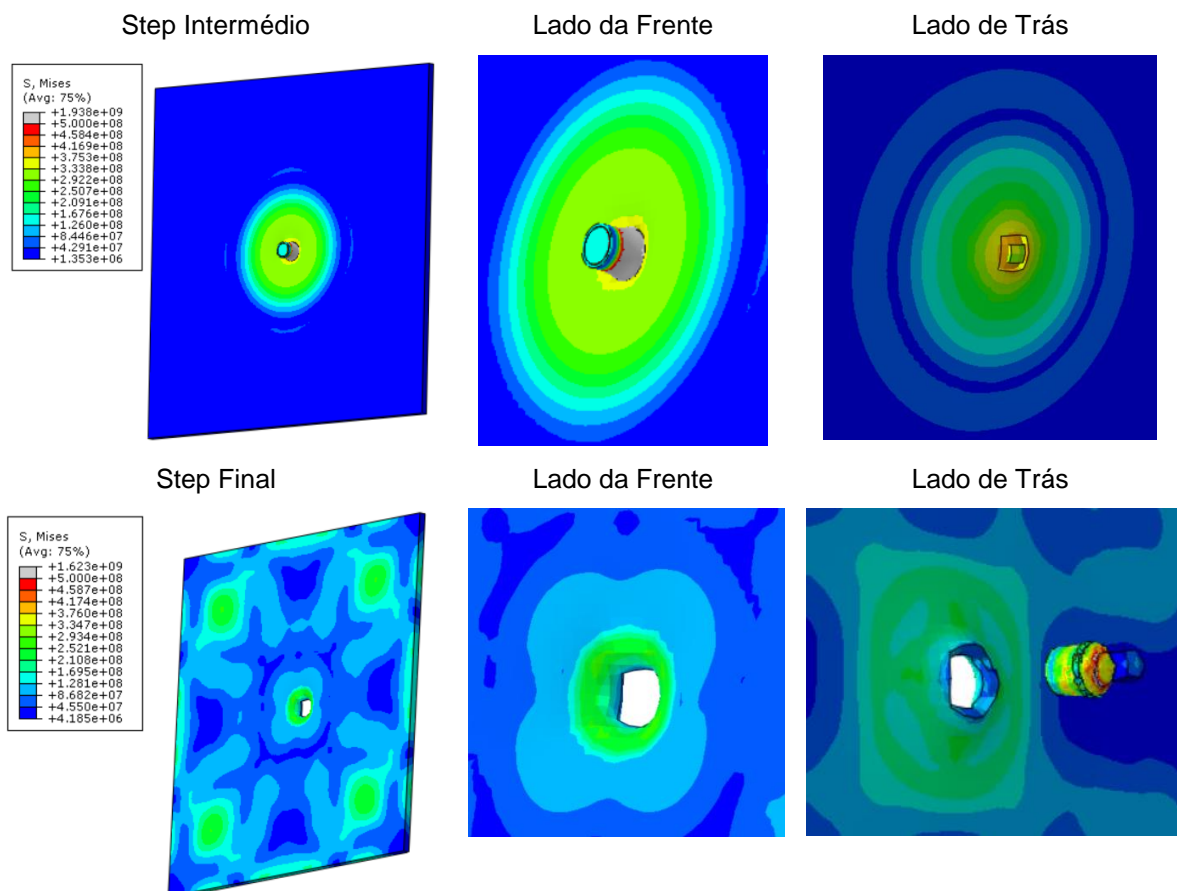 Step Intermédio
Lado da Frente
Lado de Trás
S, Mises
(Avg: 75%)
+1.938e+09
+5.000e+08
+4.584e+08
+4.169e+08
+3.753e+08
+3.338e+08
+2.922e+08
+2.507e+08
+2.091e+08
+1.676e+08
+1.260e+08
+8.446e+07
+4.291e+07
+1.353e+06
Step Final
Lado da Frente
Lado de Trás
S, Mises
(Avg: 75%)
+1.623e+09
+5.000e+08
+4.587e+08
+4.174e+08
+3.760e+08
+3.347e+08
+2.934e+08
+2.521e+08
+2.108e+08
+1.695e+08
+1.281e+08
+8.682e+07
+4.550e+07
+4.185e+06